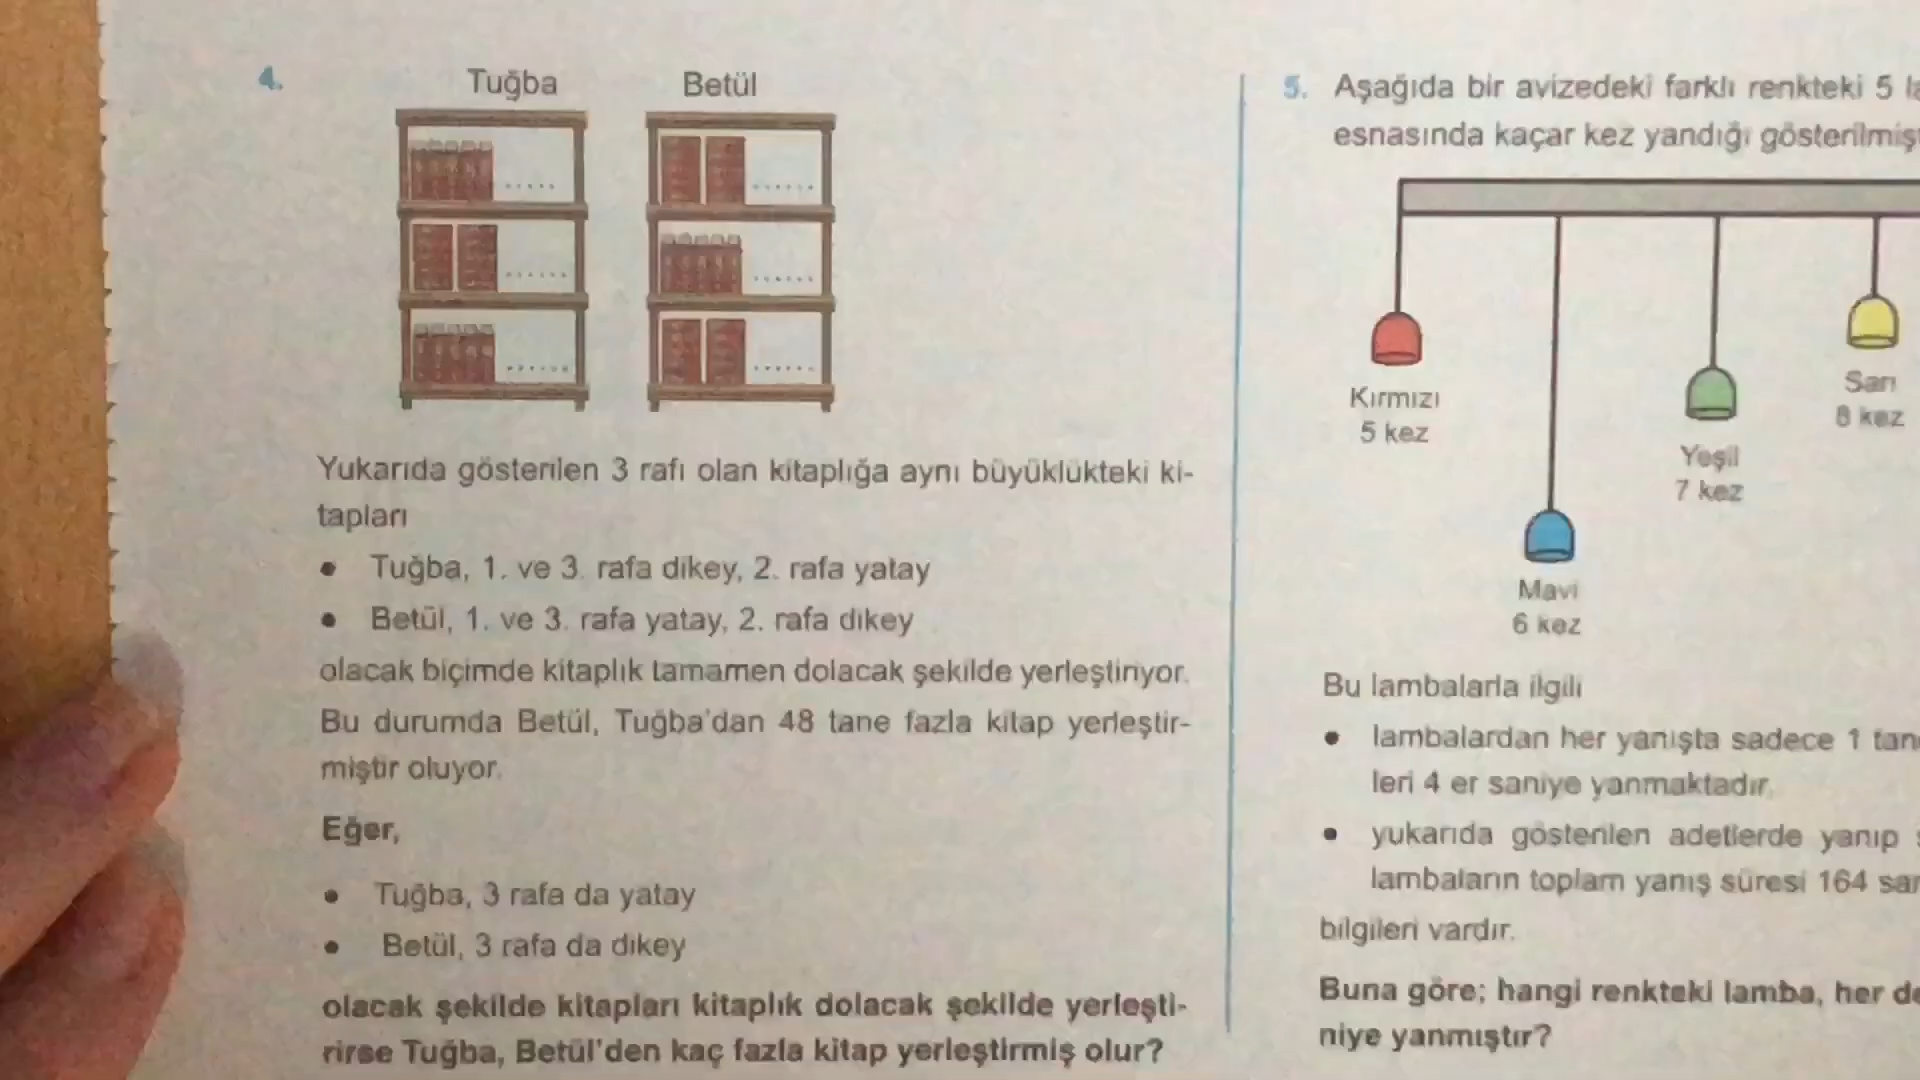 4.
Tuğba
Betül
Yukarıda gösterilen 3 rafı olan kitaplığa aynı büyüklükteki ki-
tapları
• Tuğba, 1. ve 3. rafa dikey, 2. rafa yatay
• Betül, 1. ve 3. rafa yatay, 2. rafa dikey
olacak biçimde kitaplık tamamen dolacak şekilde yerleştiriyor.
Bu durumda Betül, Tuğba'dan 48 tane fazla kitap yerleştir-
miştir oluyor.
Eğer,
• Tuğba, 3 rafa da yatay
• Betül, 3 rafa da dikey
olacak şekilde kitapları kitaplık dolacak şekilde yerleşti-
rirse Tuğba, Betül'den kaç fazla kitap yerleştirmiş olur?
5. Aşağıda bir avizedeki farklı renkteki 5
esnasında kaçar kez yandığı gösterilmiş
Kırmızı
5 kez
Mavi
6 kez
Yeşil
7 kez
Sarı
8 kez
Bu lambalarla ilgili
• lambalardan her yanışta sadece 1
leri 4 er saniye yanmaktadır.
• yukarıda gösterilen adetlerde yanıp
lambaların toplam yanış süresi 164
bilgileri vardır.
Buna göre; hangi renkteki lamba, her
niye yanmıştır?